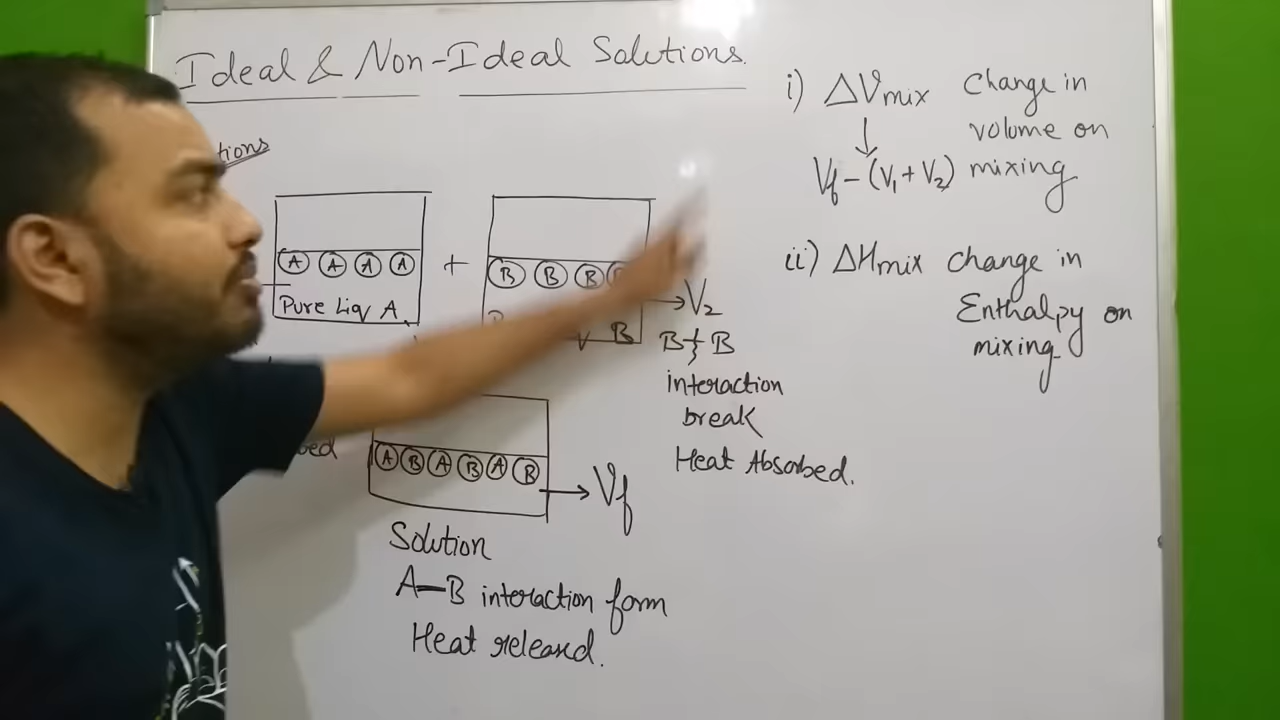 Ideal & Non-Ideal Solutions.
tions
A A A A
Pure Liq A.
+
B B B
B
→V2
B B
interaction
break
Heat Absorbed.
A B A B A B
→ Vf
Solution
A—B interaction form
Heat released.
i) ΔVmix change in
volume on
↓
Vf - (V1 + V2) mixing
ii) ΔHmix change in
Enthalpy on
mixing